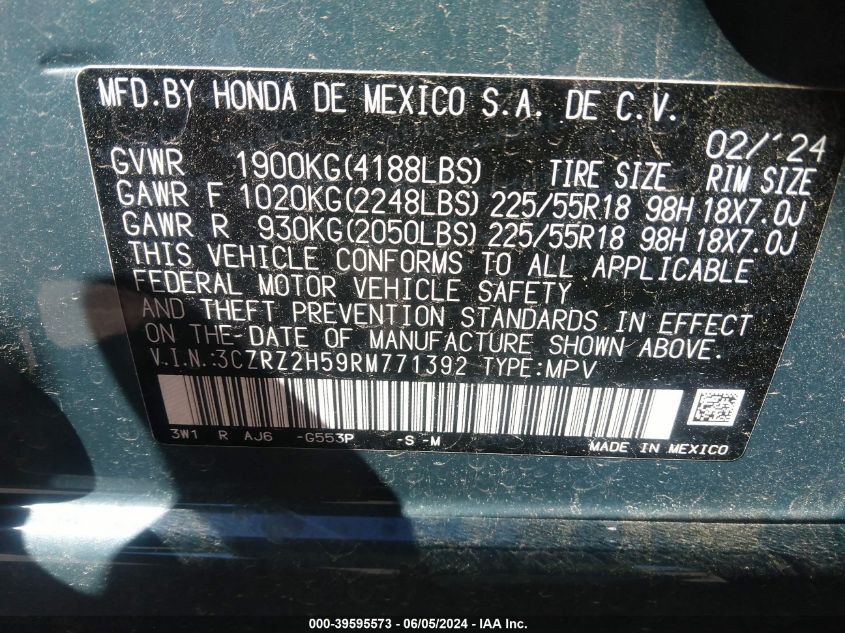 MFD.BY HONDA DE MEXICO S.A. DE C.V.
02/'24
GVWR 1900KG(4188LBS) TIRE SIZE RIM SIZE
GAWR F 1020KG(2248LBS) 225/55R18 98H 18X7.0J
GAWR R 930KG(2050LBS) 225/55R18 98H 18X7.0J
THIS VEHICLE CONFORMS TO ALL APPLICABLE
FEDERAL MOTOR VEHICLE SAFETY
AND THEFT PREVENTION STANDARDS IN EFFECT
ON THE-DATE OF MANUFACTURE SHOWN ABOVE.
V.I.N.:3CZRZ2H59RM771392 TYPE:MPV
3W1 R AJ6 -G553P -S -M
MADE IN MEXICO
000-39595573 - 06/05/2024 - IAA Inc.